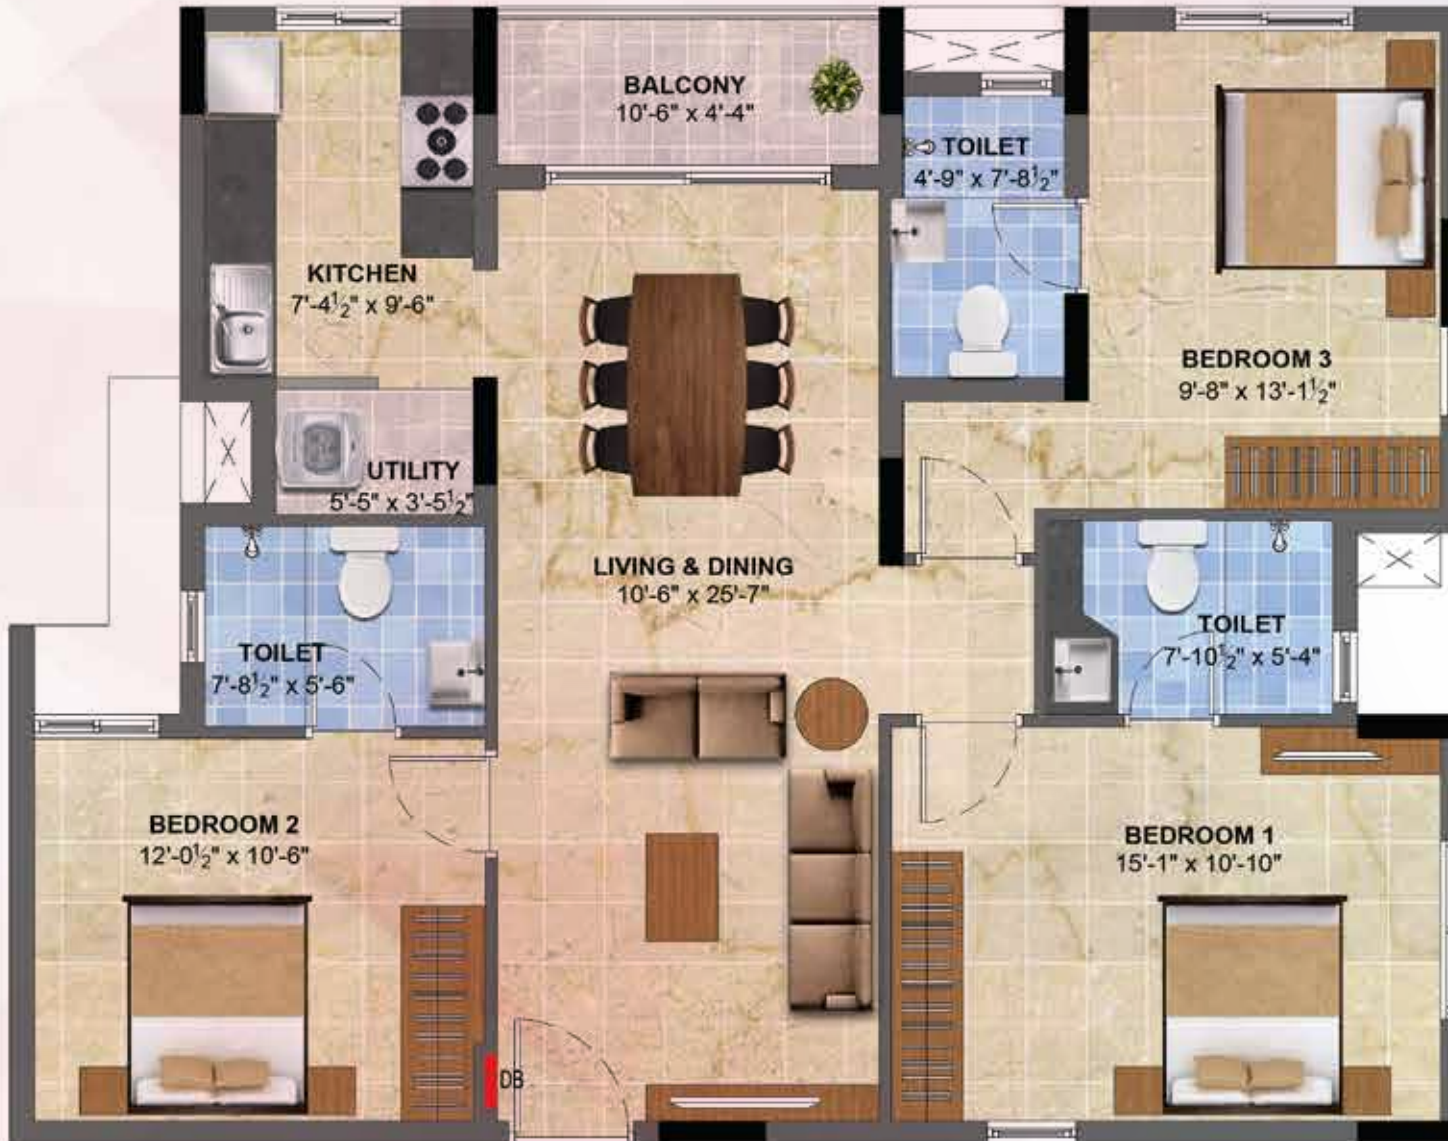 BALCONY
10'-6" x 4'-4"
TOILET
4'-9" x 7'-8½"
KITCHEN
7'-4½" x 9'-6"
BEDROOM 3
9'-8" x 13'-1½"
UTILITY
5'-5" x 3'-5½"
LIVING & DINING
10'-6" x 25'-7"
TOILET
7'-8½" x 5'-6"
TOILET
7'-10½" x 5'-4"
BEDROOM 2
12'-0½" x 10'-6"
BEDROOM 1
15'-1" x 10'-10"
DB